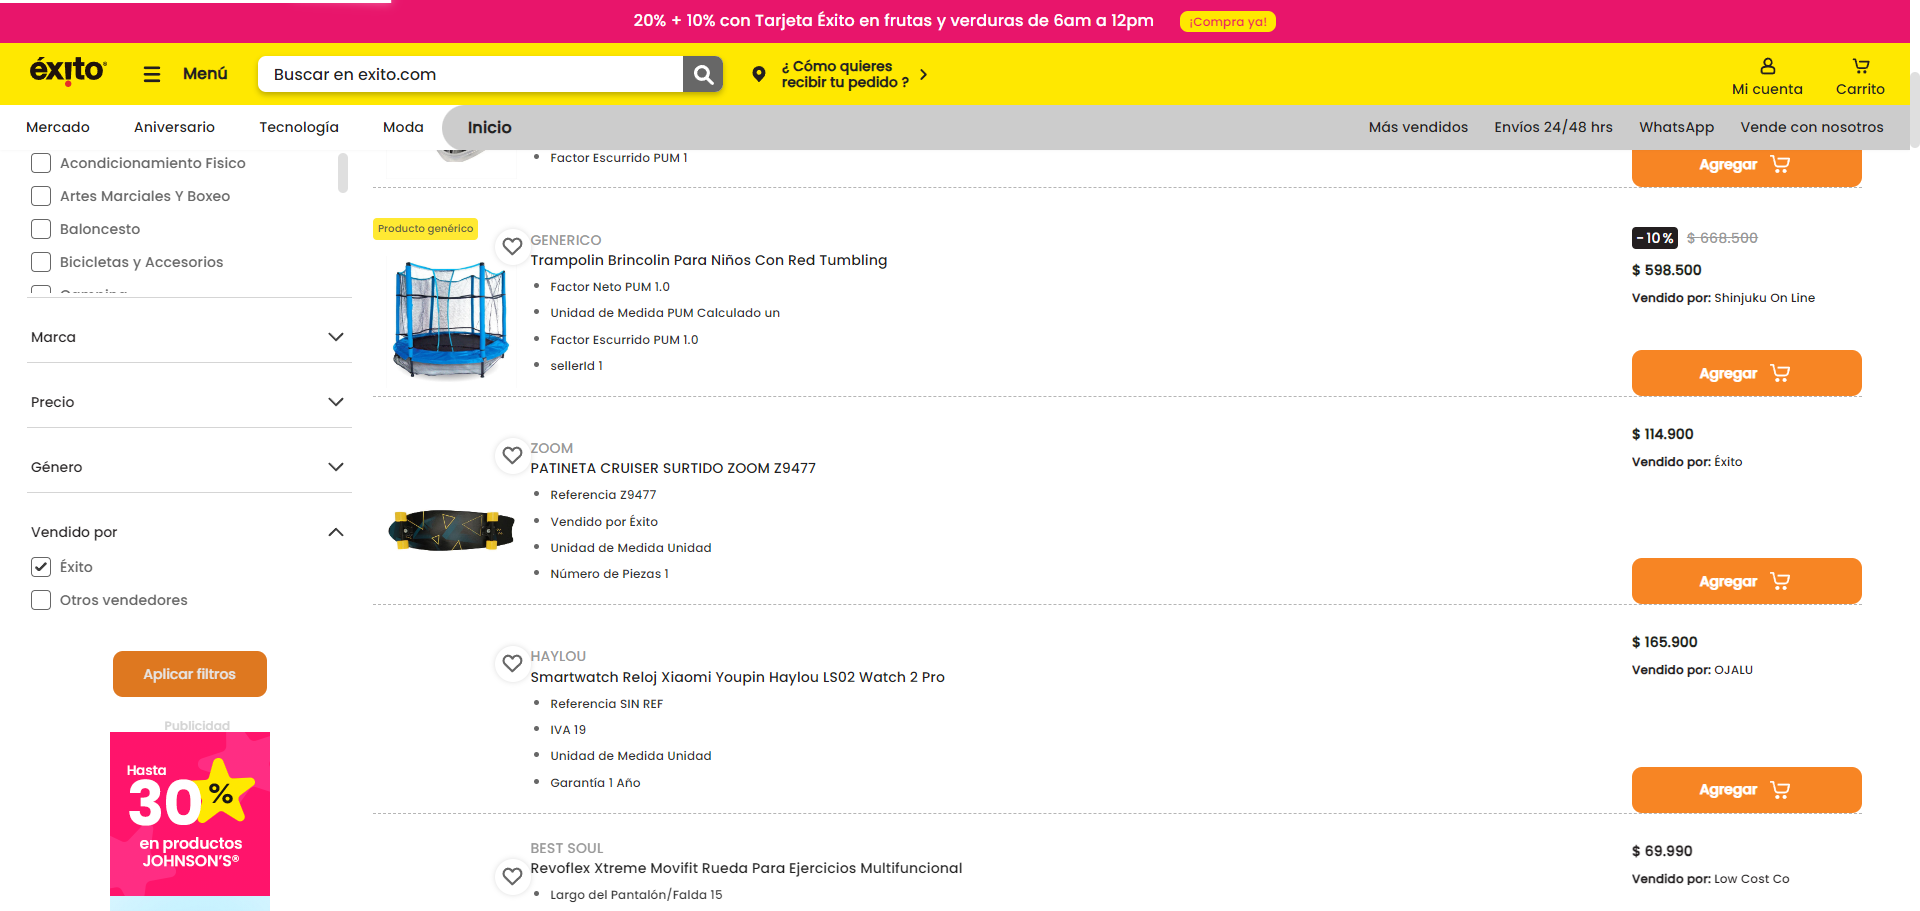 20% + 10% con Tarjeta Éxito en frutas y verduras de 6am a 12pm
¡Compra ya!
éxito
Menú
Buscar en exito.com
¿ Cómo quieres
recibir tu pedido ?
Mi cuenta
Carrito
Mercado
Aniversario
Tecnología
Moda
Inicio
Más vendidos
Envíos 24/48 hrs
WhatsApp
Vende con nosotros
Acondicionamiento Fisico
Artes Marciales Y Boxeo
Baloncesto
Bicicletas y Accesorios
Marca
Precio
Género
Vendido por
Éxito
Otros vendedores
Aplicar filtros
Publicidad
Hasta
30%
en productos
JOHNSON'S®
Factor Escurrido PUM 1
Agregar
Producto genérico
GENERICO
Trampolin Brincolin Para Niños Con Red Tumbling
Factor Neto PUM 1.0
Unidad de Medida PUM Calculado un
Factor Escurrido PUM 1.0
sellerId 1
-10%
$ 668.500
$ 598.500
Vendido por: Shinjuku On Line
Agregar
ZOOM
PATINETA CRUISER SURTIDO ZOOM Z9477
Referencia Z9477
Vendido por Éxito
Unidad de Medida Unidad
Número de Piezas 1
$ 114.900
Vendido por: Éxito
Agregar
HAYLOU
Smartwatch Reloj Xiaomi Youpin Haylou LS02 Watch 2 Pro
Referencia SIN REF
IVA 19
Unidad de Medida Unidad
Garantía 1 Año
$ 165.900
Vendido por: OJALU
Agregar
BEST SOUL
Revoflex Xtreme Movifit Rueda Para Ejercicios Multifuncional
Largo del Pantalón/Falda 15
$ 69.990
Vendido por: Low Cost Co